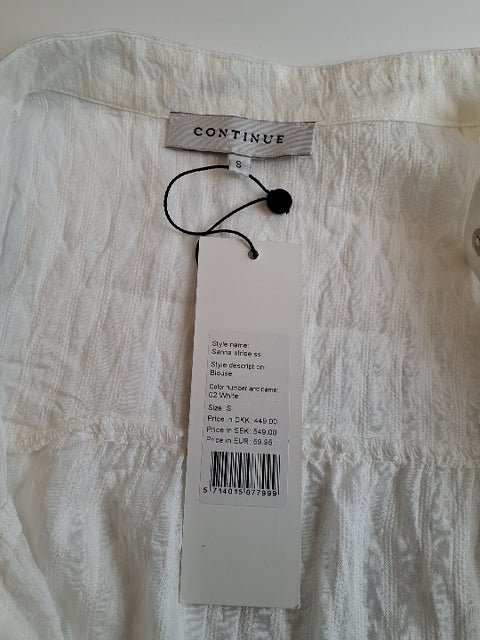 CONTINUE
S
Style name:
Sanna stripe ss
Style description:
Blouse
Color number and name:
02 White
Size: S
Price in DKK: 449.00
Price in SEK: 549.00
Price in EUR: 59.95
5 714015 077999